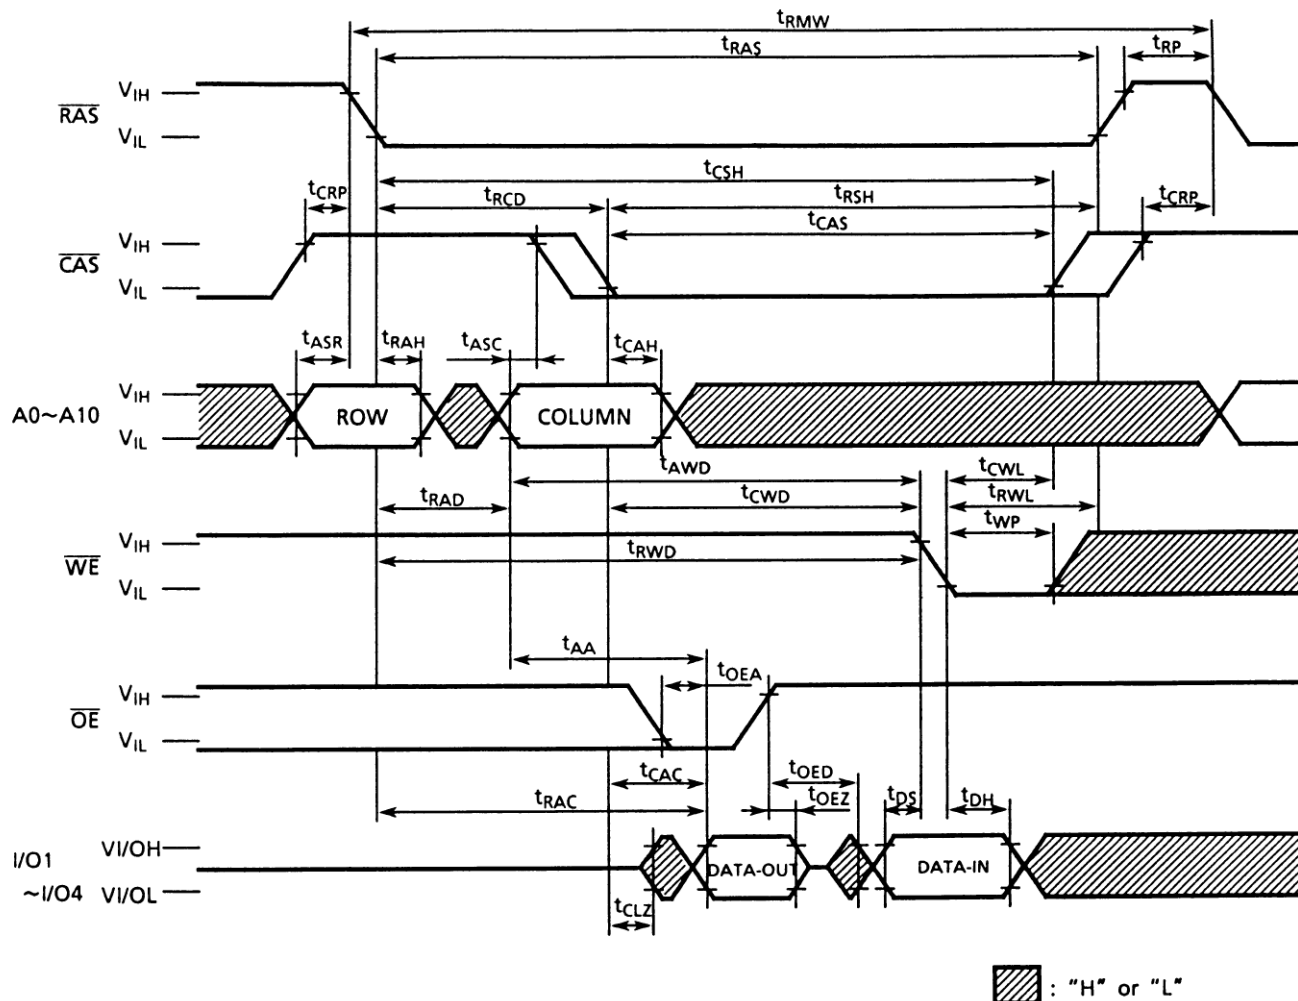 tRMW
tRAS
tRP
RAS
VIH
VIL
tCSH
tCRP
tRCD
tRSH
tCRP
tCAS
CAS
VIH
VIL
tASR
tRAH
tASC
tCAH
A0~A10
VIH
VIL
ROW
COLUMN
tAWD
tCWL
tRAD
tCWD
tRWL
tWP
WE
VIH
VIL
tRWD
tAA
tOEA
OE
VIH
VIL
tCAC
tOED
tRAC
tOEZ
tDS
tDH
I/O1
~I/O4
VI/OH
VI/OL
DATA-OUT
DATA-IN
tCLZ
: "H" or "L"